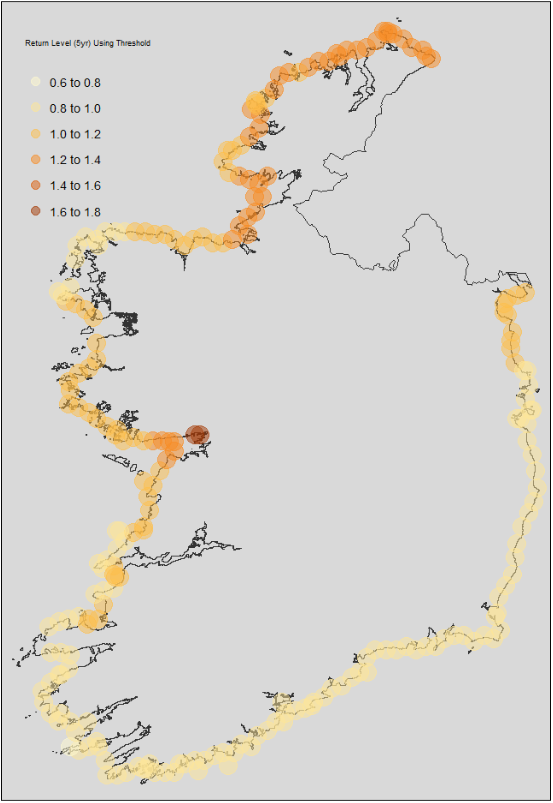 Return Level (5yr) Using Threshold
0.6 to 0.8
0.8 to 1.0
1.0 to 1.2
1.2 to 1.4
1.4 to 1.6
1.6 to 1.8